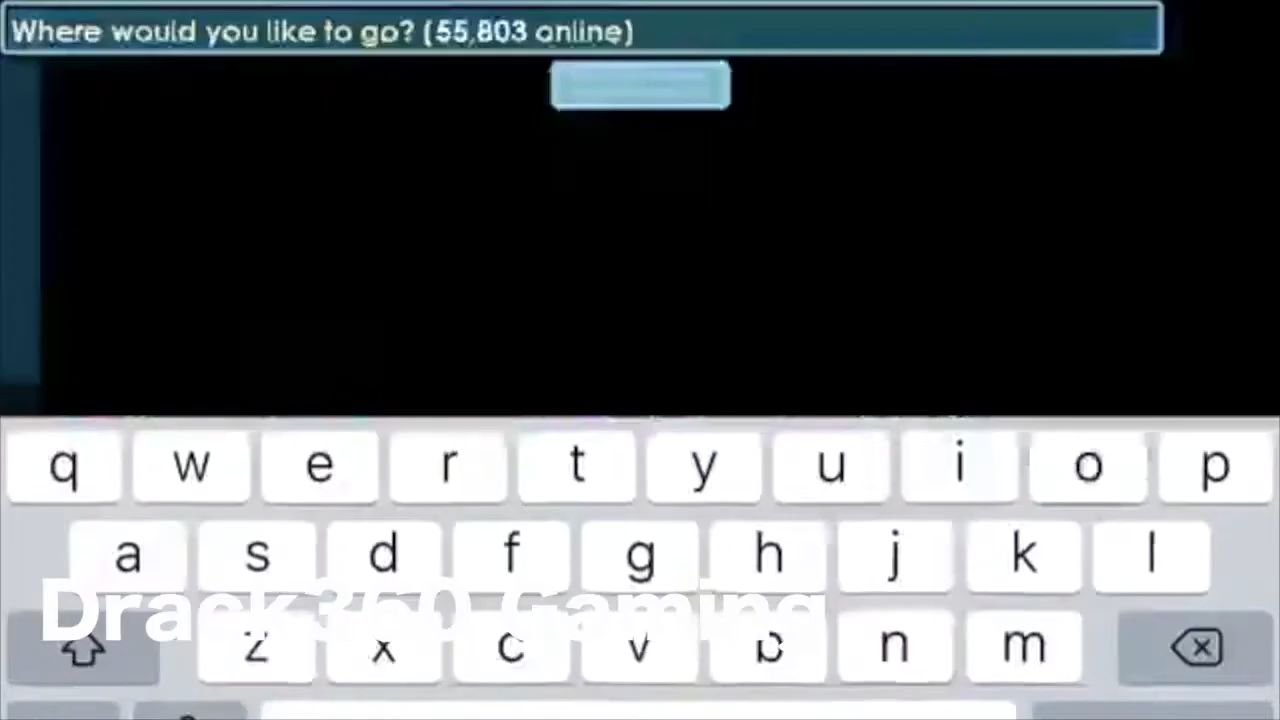 Where would you like to go? (55,803 online)
q w e r t y u i o p
a s d f g h j k l
Drack360 Gaming
z x c v b n m